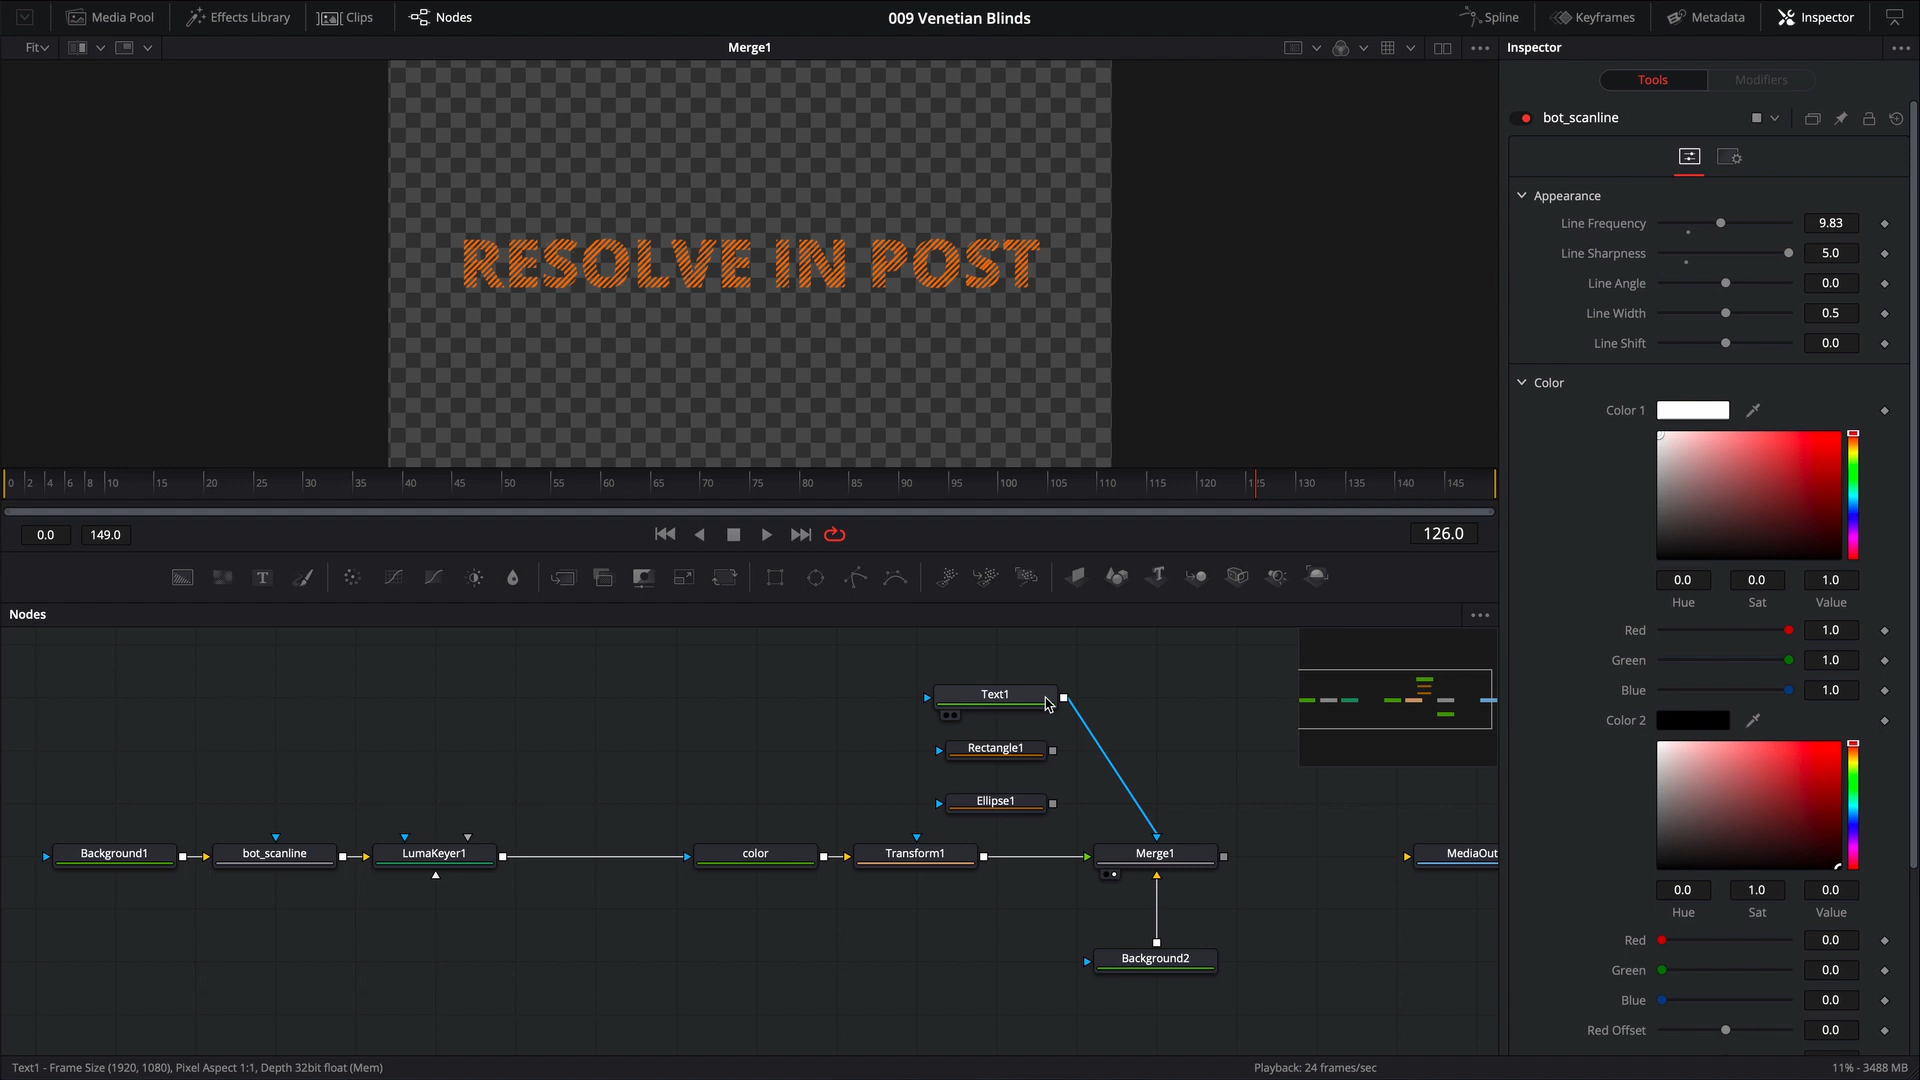 Media Pool Effects Library Clips Nodes 009 Venetian Blinds Spline Keyframes Metadata Inspector
Fit Merge1 Inspector
Tools Modifiers
bot_scanline
Appearance
Line Frequency 9.83
Line Sharpness 5.0
Line Angle 0.0
Line Width 0.5
Line Shift 0.0
Color
Color 1
0.0 0.0 1.0
Hue Sat Value
Red 1.0
Green 1.0
Blue 1.0
Color 2
0.0 1.0 0.0
Hue Sat Value
Red 0.0
Green 0.0
Blue 0.0
Red Offset 0.0
RESOLVE IN POST
0 2 4 6 8 10 15 20 25 30 35 40 45 50 55 60 65 70 75 80 85 90 95 100 105 110 115 120 125 130 135 140 145
0.0 149.0 126.0
Nodes
Text1
Rectangle1
Ellipse1
Background1 bot_scanline LumaKeyer1 color Transform1 Merge1 MediaOut
Background2
Text1 - Frame Size (1920, 1080), Pixel Aspect 1:1, Depth 32bit float (Mem) Playback: 24 frames/sec 11% - 3488 MB